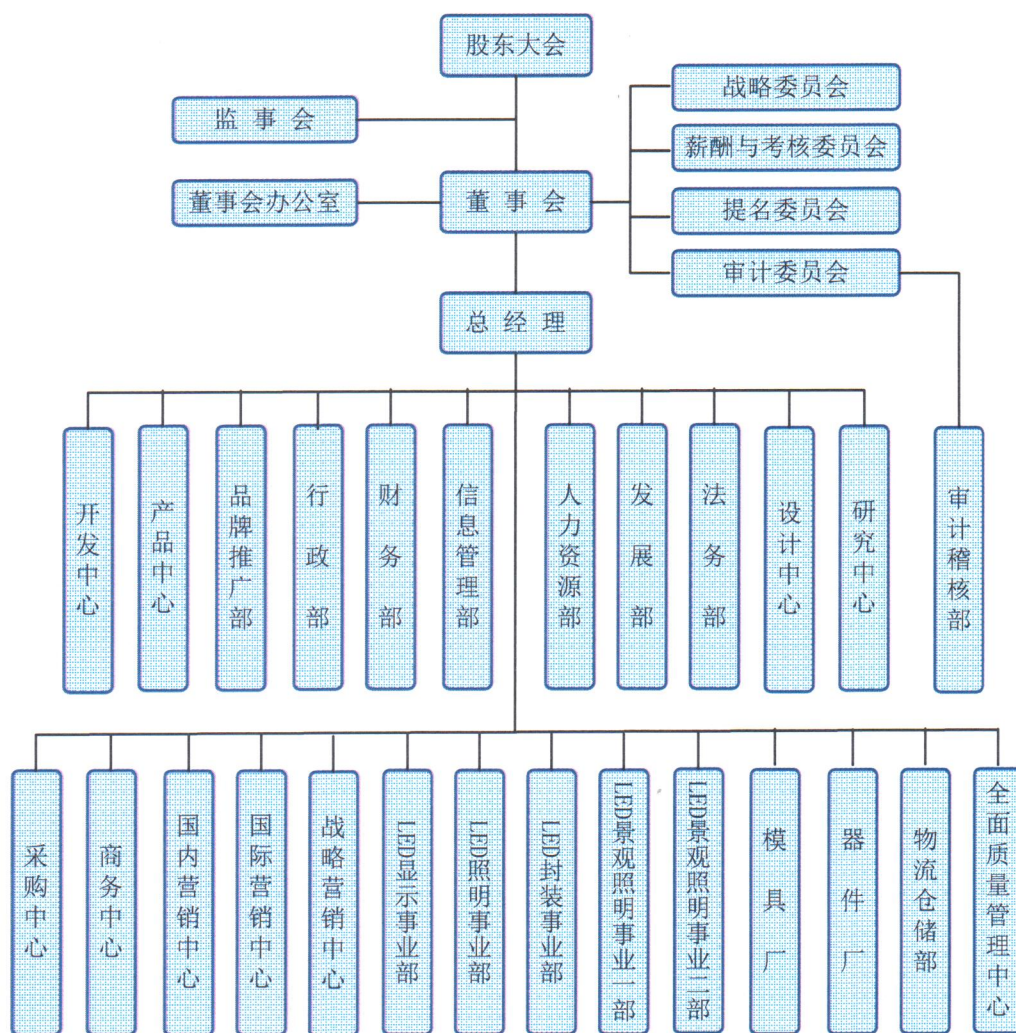 股东大会
战略委员会
监 事 会
薪酬与考核委员会
董事会办公室
董 事 会
提名委员会
审计委员会
总 经 理
开发中心
产品中心
品牌推广部
行政部
财务部
信息管理部
人力资源部
发展部
法务部
设计中心
研究中心
审计稽核部
采购中心
商务中心
国内营销中心
国际营销中心
战略营销中心
LED显示事业部
LED照明事业部
LED封装事业部
LED景观照明事业一部
LED景观照明事业二部
模具厂
器件厂
物流仓储部
全面质量管理中心